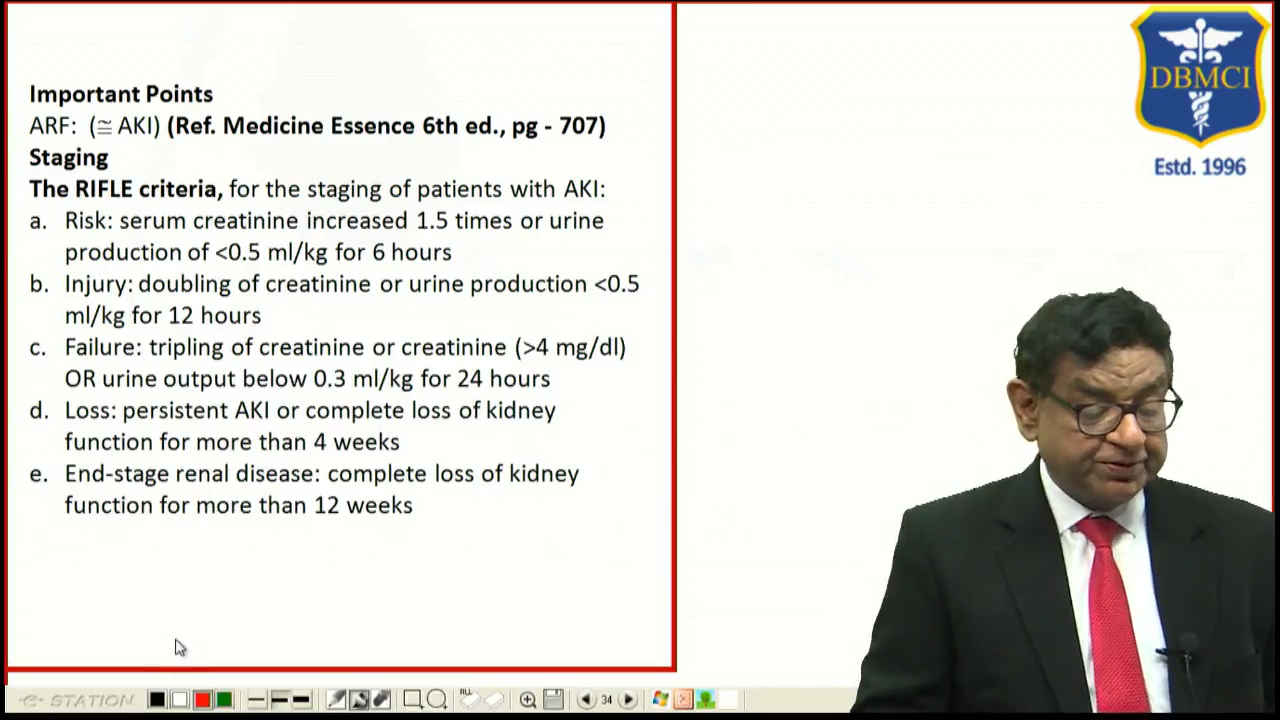 Important Points
ARF: (≅ AKI) (Ref. Medicine Essence 6th ed., pg - 707)
Staging
The RIFLE criteria, for the staging of patients with AKI:
a. Risk: serum creatinine increased 1.5 times or urine
production of <0.5 ml/kg for 6 hours
b. Injury: doubling of creatinine or urine production <0.5
ml/kg for 12 hours
c. Failure: tripling of creatinine or creatinine (>4 mg/dl)
OR urine output below 0.3 ml/kg for 24 hours
d. Loss: persistent AKI or complete loss of kidney
function for more than 4 weeks
e. End-stage renal disease: complete loss of kidney
function for more than 12 weeks
DBMCI
Estd. 1996
e-STATION
ALL
34